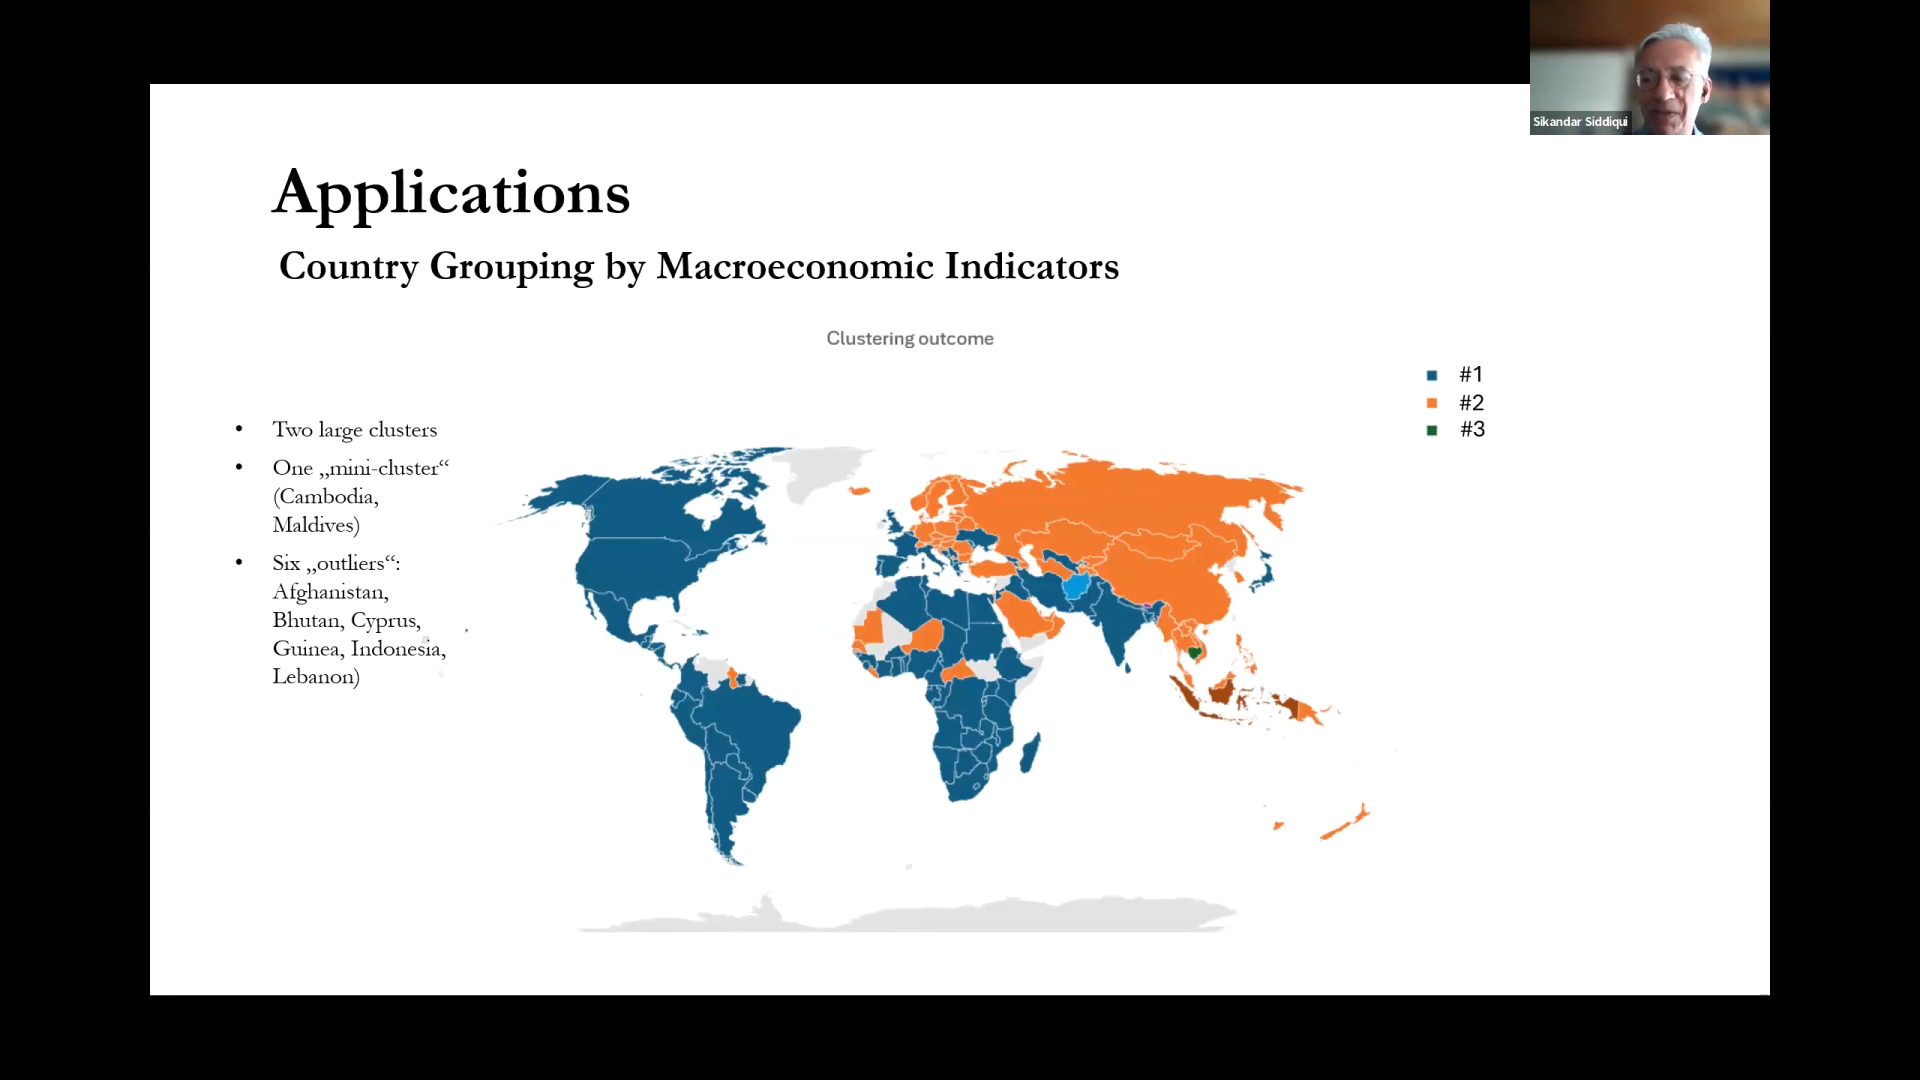 Sikandar Siddiqui
Applications
Country Grouping by Macroeconomic Indicators
Clustering outcome
#1
#2
#3
• Two large clusters
• One „mini-cluster“
(Cambodia,
Maldives)
• Six „outliers“:
Afghanistan,
Bhutan, Cyprus,
Guinea, Indonesia,
Lebanon)